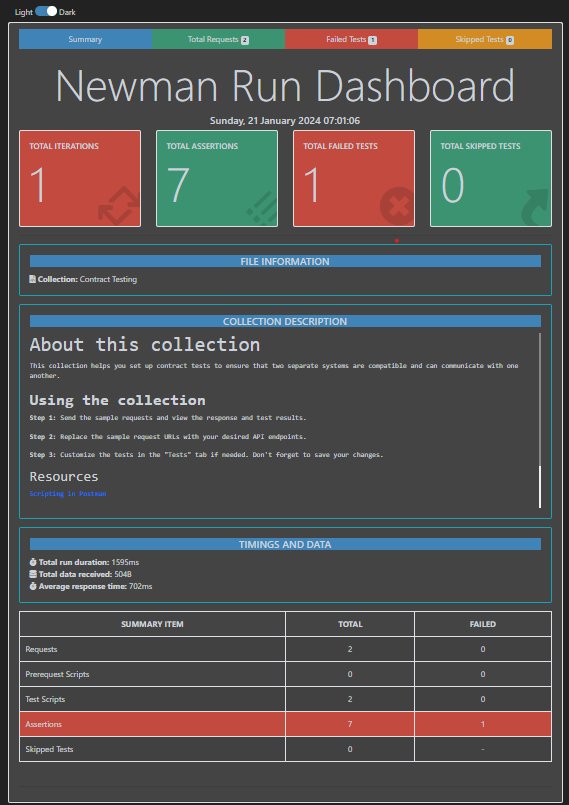 Light Dark
Summary Total Requests 2 Failed Tests 1 Skipped Tests 0
Newman Run Dashboard
Sunday, 21 January 2024 07:01:06
TOTAL ITERATIONS TOTAL ASSERTIONS TOTAL FAILED TESTS TOTAL SKIPPED TESTS
1 7 1 0
FILE INFORMATION
Collection: Contract Testing
COLLECTION DESCRIPTION
About this collection
This collection helps you set up contract tests to ensure that two separate systems are compatible and can communicate with one
another.
Using the collection
Step 1: Send the sample requests and view the response and test results.
Step 2: Replace the sample request URLs with your desired API endpoints.
Step 3: Customize the tests in the "Tests" tab if needed. Don't forget to save your changes.
Resources
Scripting in Postman
TIMINGS AND DATA
Total run duration: 1595ms
Total data received: 504B
Average response time: 702ms
SUMMARY ITEM TOTAL FAILED
Requests 2 0
Prerequest Scripts 0 0
Test Scripts 2 0
Assertions 7 1
Skipped Tests 0 -